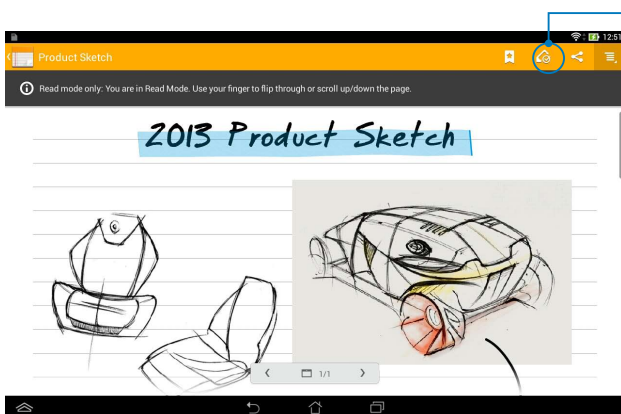 12:51
Product Sketch
Read mode only: You are in Read Mode. Use your finger to flip through or scroll up/down the page.
2013 Product Sketch
1/1